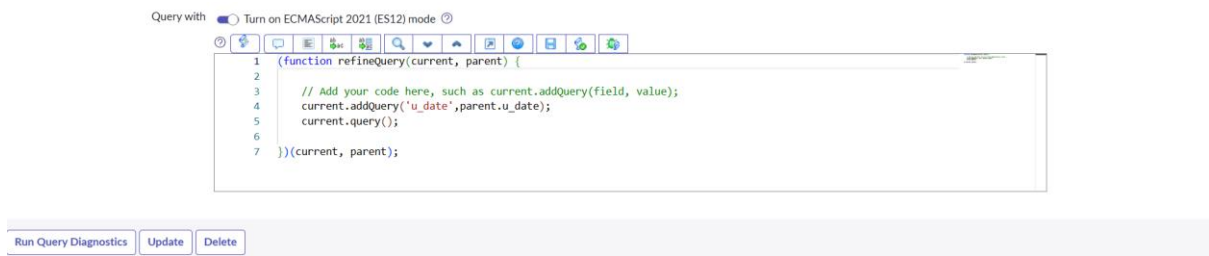 Query with Turn on ECMAScript 2021 (ES12) mode
1 (function refineQuery(current, parent) {
2
3 // Add your code here, such as current.addQuery(field, value);
4 current.addQuery('u_date',parent.u_date);
5 current.query();
6
7 })(current, parent);
Run Query Diagnostics Update Delete